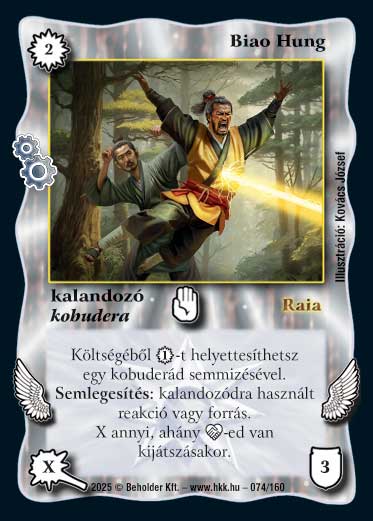 2
Biao Hung
Illusztráció: Kovács József
kalandozó
kobudera
Raia
Költségéből 1-t helyettesíthetsz
egy kobuderád semmizésével.
Semlegesítés: kalandozódra használt
reakció vagy forrás.
X annyi, ahány -ed van
kijátszásakor.
X
3
2025 © Beholder Kft. – www.hkk.hu – 074/160